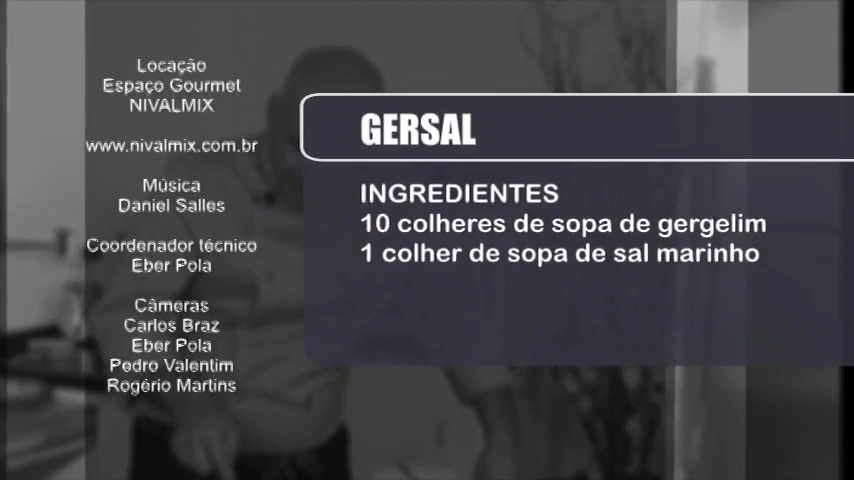 Locação
Espaço Gourmet
NIVALMIX
www.nivalmix.com.br
Música
Daniel Salles
Coordenador técnico
Eber Pola
Câmeras
Carlos Braz
Eber Pola
Pedro Valentim
Rogério Martins
GERSAL
INGREDIENTES
10 colheres de sopa de gergelim
1 colher de sopa de sal marinho